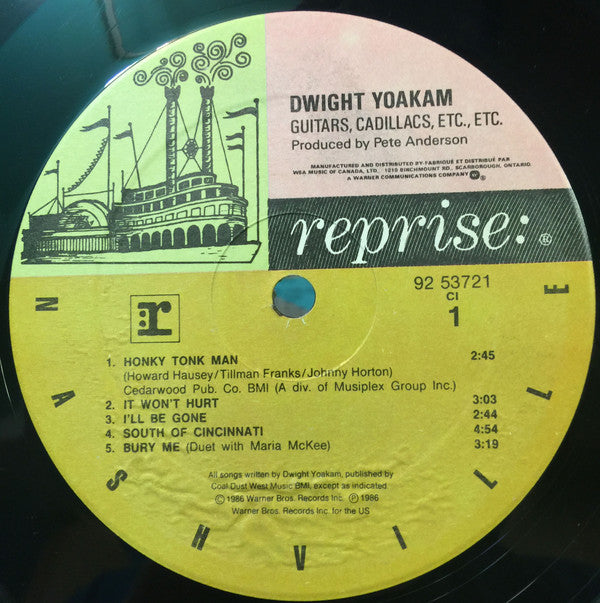 DWIGHT YOAKAM
GUITARS, CADILLACS, ETC., ETC.
Produced by Pete Anderson
MANUFACTURED AND DISTRIBUTED BY-FABRIQUÉ ET DISTRIBUÉ PAR
WEA MUSIC OF CANADA, LTD., 1810 BIRCHMOUNT RD., SCARBOROUGH, ONTARIO.
A WARNER COMMUNICATIONS COMPANY ®.
reprise: ®
92 53721
CI
1
r
1. HONKY TONK MAN 2:45
(Howard Hausey/Tillman Franks/Johnny Horton)
Cedarwood Pub. Co. BMI (A div. of Musiplex Group Inc.)
2. IT WON'T HURT 3:03
3. I'LL BE GONE 2:44
4. SOUTH OF CINCINNATI 4:54
5. BURY ME (Duet with Maria McKee) 3:19
All songs written by Dwight Yoakam, published by
Coal Dust West Music BMI, except as indicated.
© 1986 Warner Bros. Records Inc. ℗ 1986
Warner Bros. Records Inc. for the US
NASHVILLE